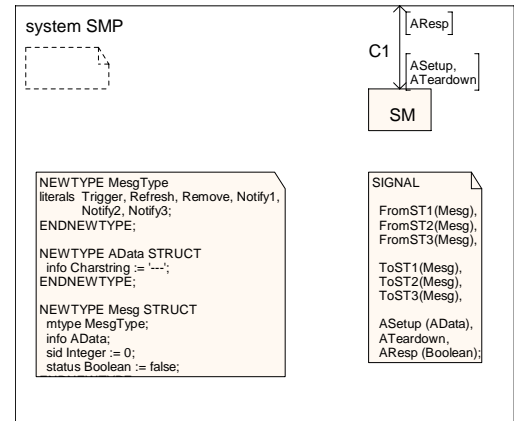 system SMP
[AResp]
C1
[ASetup,
ATeardown]
SM
NEWTYPE MesgType
literals Trigger, Refresh, Remove, Notify1,
Notify2, Notify3;
ENDNEWTYPE;
NEWTYPE AData STRUCT
info Charstring := '---';
ENDNEWTYPE;
NEWTYPE Mesg STRUCT
mtype MesgType;
info AData;
sid Integer := 0;
status Boolean := false;
SIGNAL
FromST1(Mesg),
FromST2(Mesg),
FromST3(Mesg),
ToST1(Mesg),
ToST2(Mesg),
ToST3(Mesg),
ASetup (AData),
ATeardown,
AResp (Boolean);